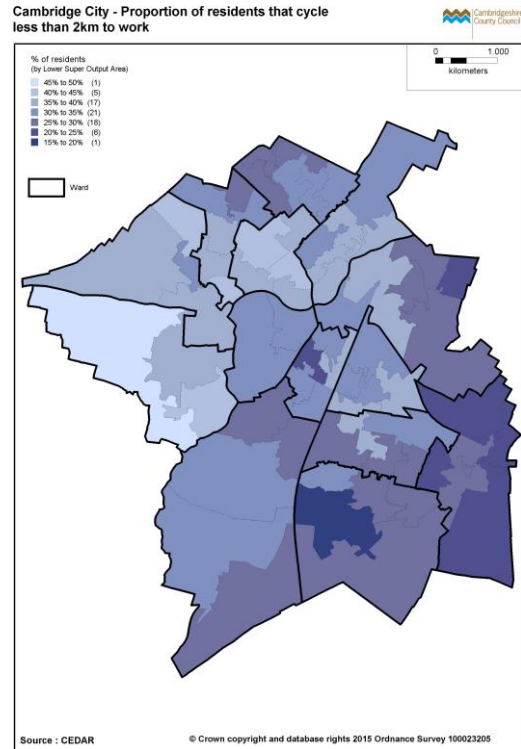 Cambridge City - Proportion of residents that cycle
less than 2km to work
Cambridgeshire
County Council
0 1.000
kilometers
% of residents
(by Lower Super Output Area)
45% to 50% (1)
40% to 45% (5)
35% to 40% (17)
30% to 35% (21)
25% to 30% (18)
20% to 25% (6)
15% to 20% (1)
Ward
Source : CEDAR © Crown copyright and database rights 2015 Ordnance Survey 100023205